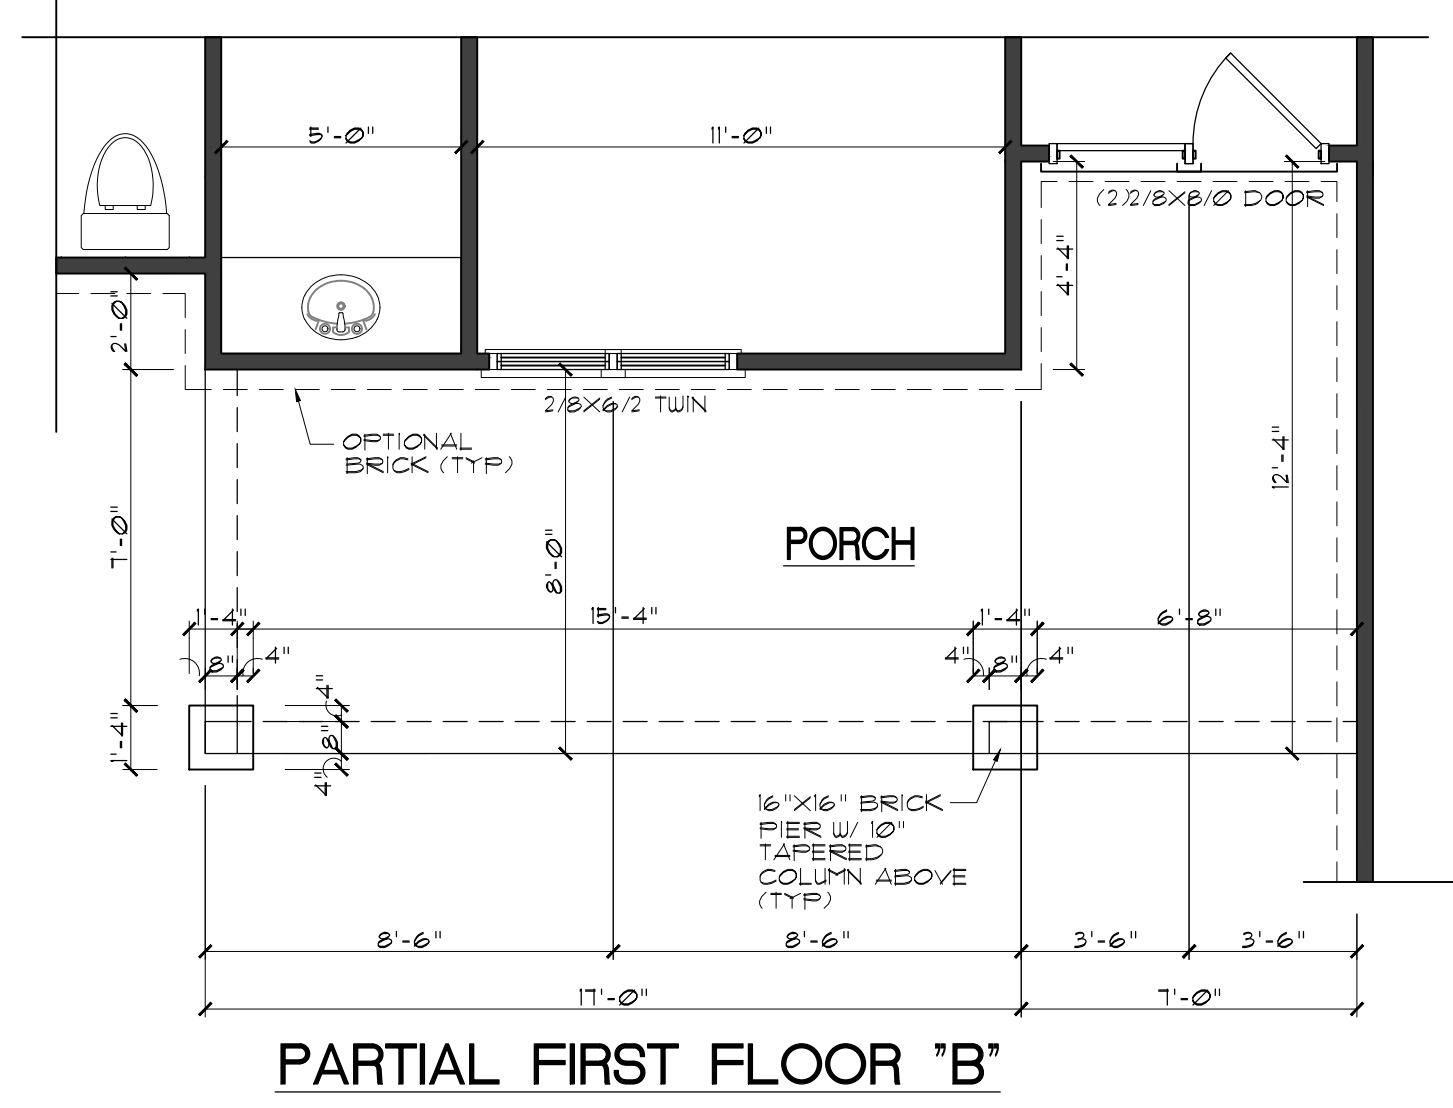 5'-0"
11'-0"
(2)2/8X8/0 DOOR
4'-4"
2'-0"
2/8X6/2 TWIN
OPTIONAL
BRICK (TYP)
12'-4"
7'-0"
8'-0"
PORCH
1'-4"
15'-4"
1'-4"
6'-8"
8"
4"
4"
8"
4"
4"
8"
4"
1'-4"
16"X16" BRICK
PIER W/ 10"
TAPERED
COLUMN ABOVE
(TYP)
8'-6"
8'-6"
3'-6"
3'-6"
17'-0"
7'-0"
PARTIAL FIRST FLOOR "B"